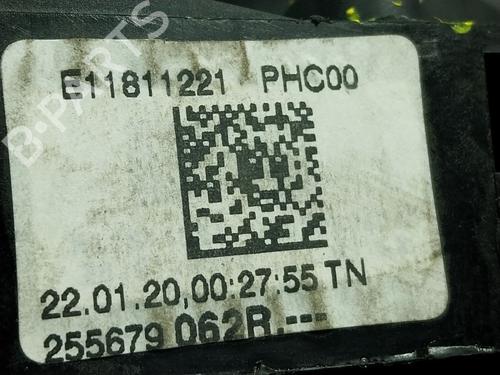 B-PARTS
E11811221 PHC00
22.01.20,00:27:55 TN
255679 062R.---